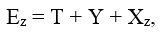 E_z = T + Y + X_z,